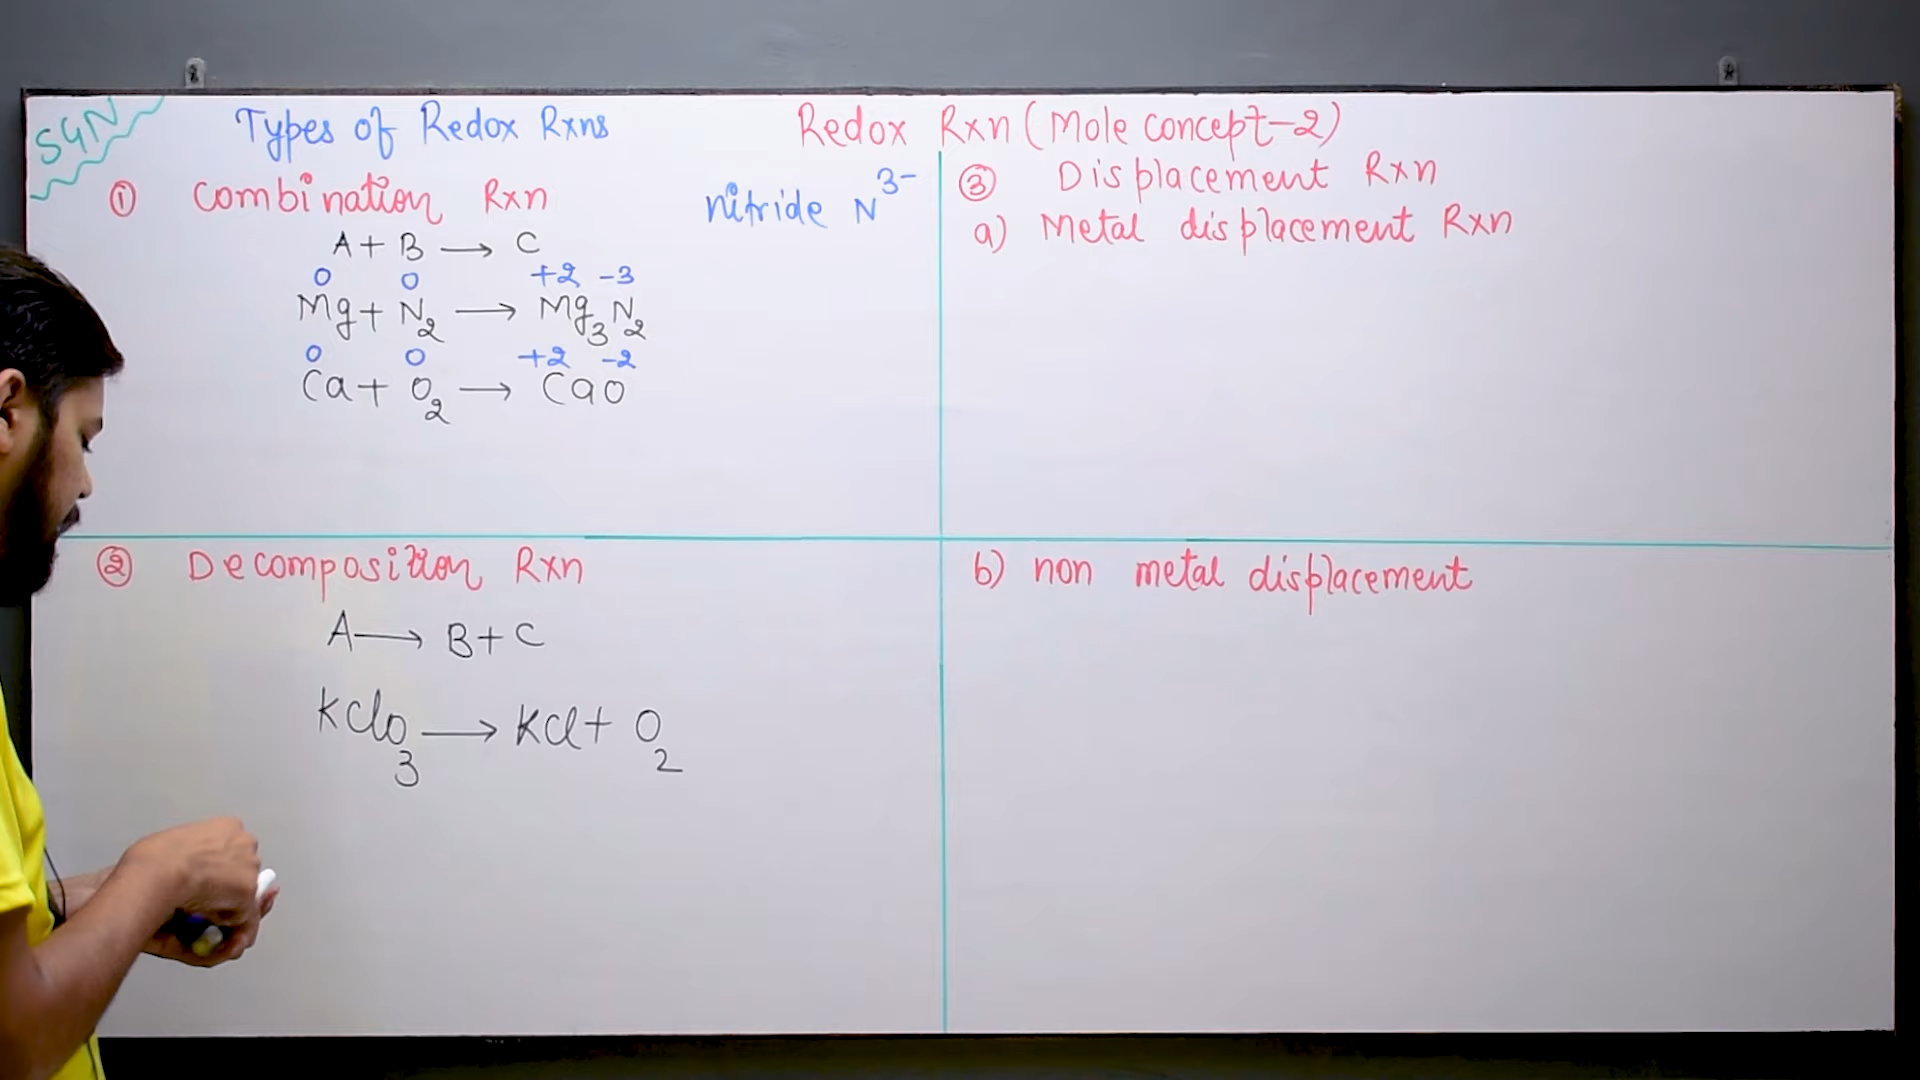 SGN
Types of Redox Rxns
Redox Rxn (Mole concept-2)
① Combination Rxn
nitride N³⁻
A + B → C
0 0 +2 -3
Mg + N₂ → Mg₃N₂
0 0 +2 -2
Ca + O₂ → CaO
② Decomposition Rxn
A → B + C
KClO₃ → KCl + O₂
③ Displacement Rxn
a) Metal displacement Rxn
b) non metal displacement